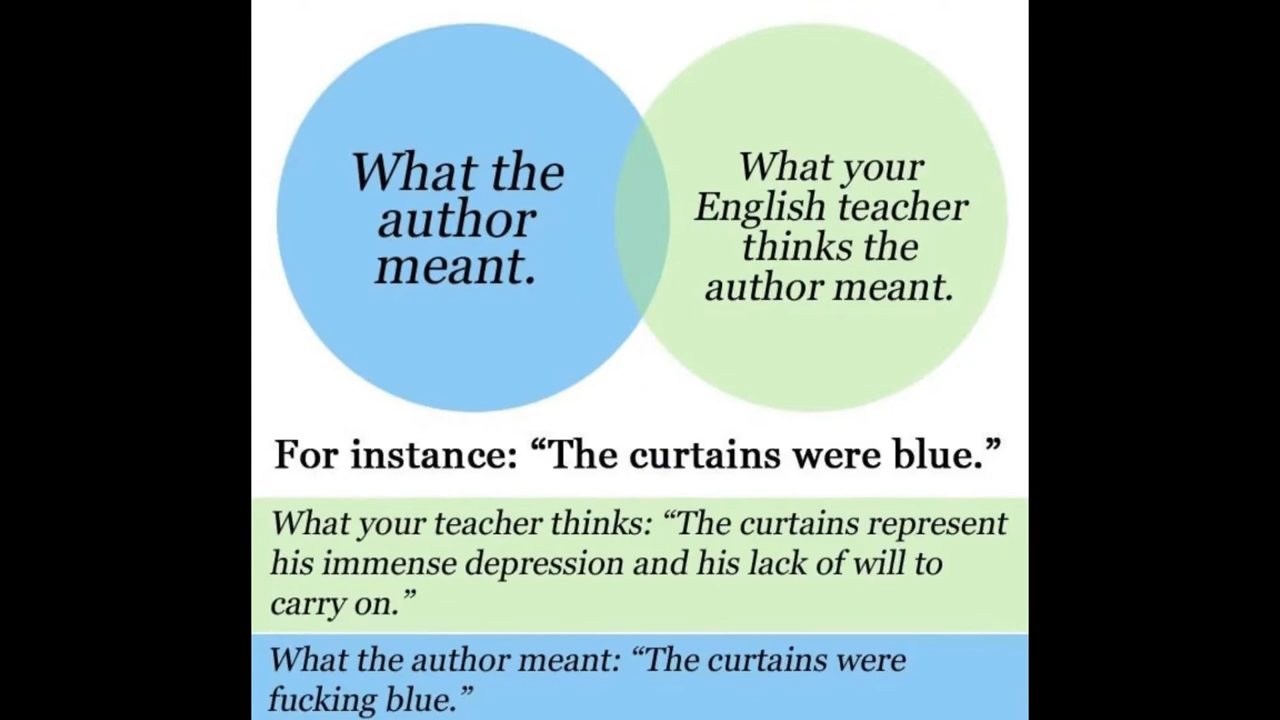 What the
author
meant.
What your
English teacher
thinks the
author meant.
For instance: “The curtains were blue.”
What your teacher thinks: “The curtains represent
his immense depression and his lack of will to
carry on.”
What the author meant: “The curtains were
fucking blue.”